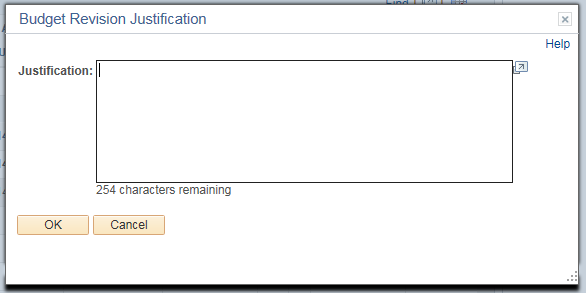 Budget Revision Justification
Help
Justification:
254 characters remaining
OK
Cancel